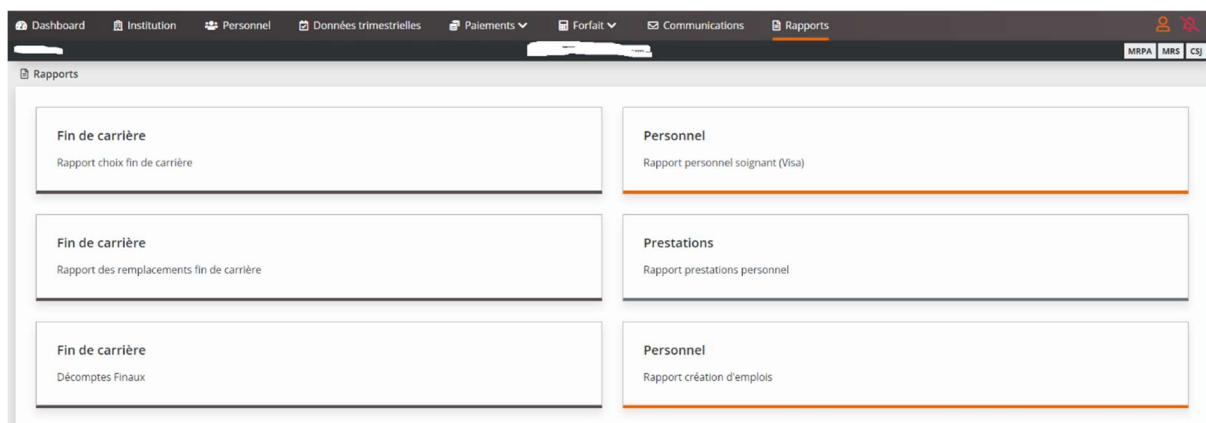 Dashboard Institution Personnel Données trimestrielles Paiements Forfait Communications Rapports
MRPA MRS CSJ
Rapports
Fin de carrière
Rapport choix fin de carrière
Personnel
Rapport personnel soignant (Visa)
Fin de carrière
Rapport des remplacements fin de carrière
Prestations
Rapport prestations personnel
Fin de carrière
Décomptes Finaux
Personnel
Rapport création d'emplois